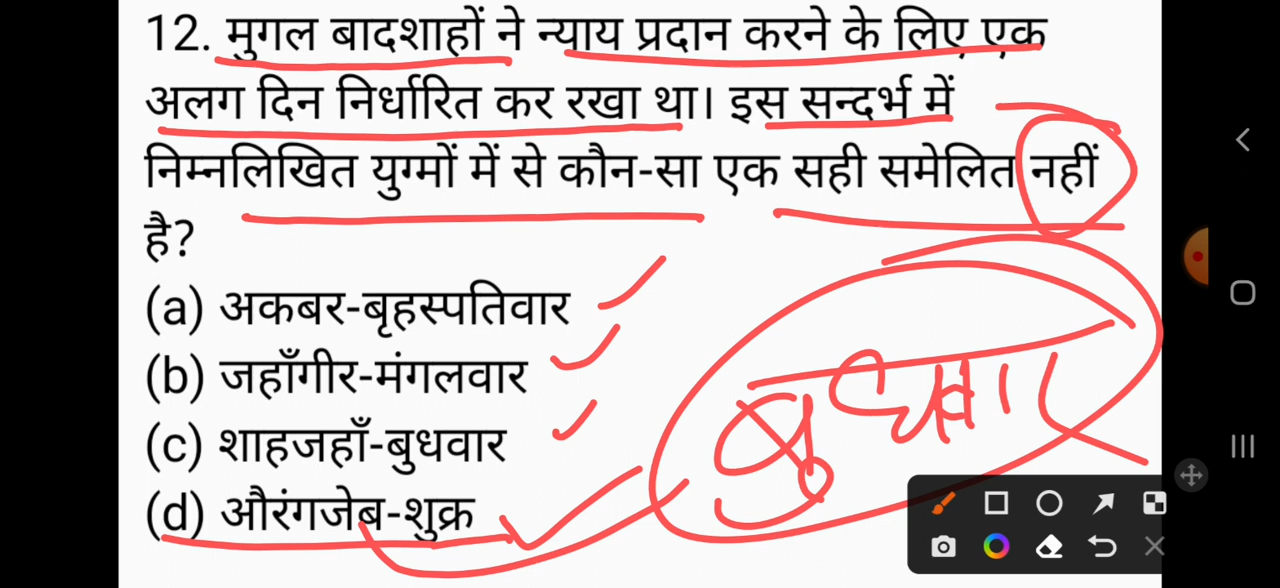 12. मुगल बादशाहों ने न्याय प्रदान करने के लिए एक
अलग दिन निर्धारित कर रखा था। इस सन्दर्भ में
निम्नलिखित युग्मों में से कौन-सा एक सही समेलित नहीं
है?
(a) अकबर-बृहस्पतिवार
(b) जहाँगीर-मंगलवार
(c) शाहजहाँ-बुधवार
(d) औरंगजेब-शुक्र
बुधवार